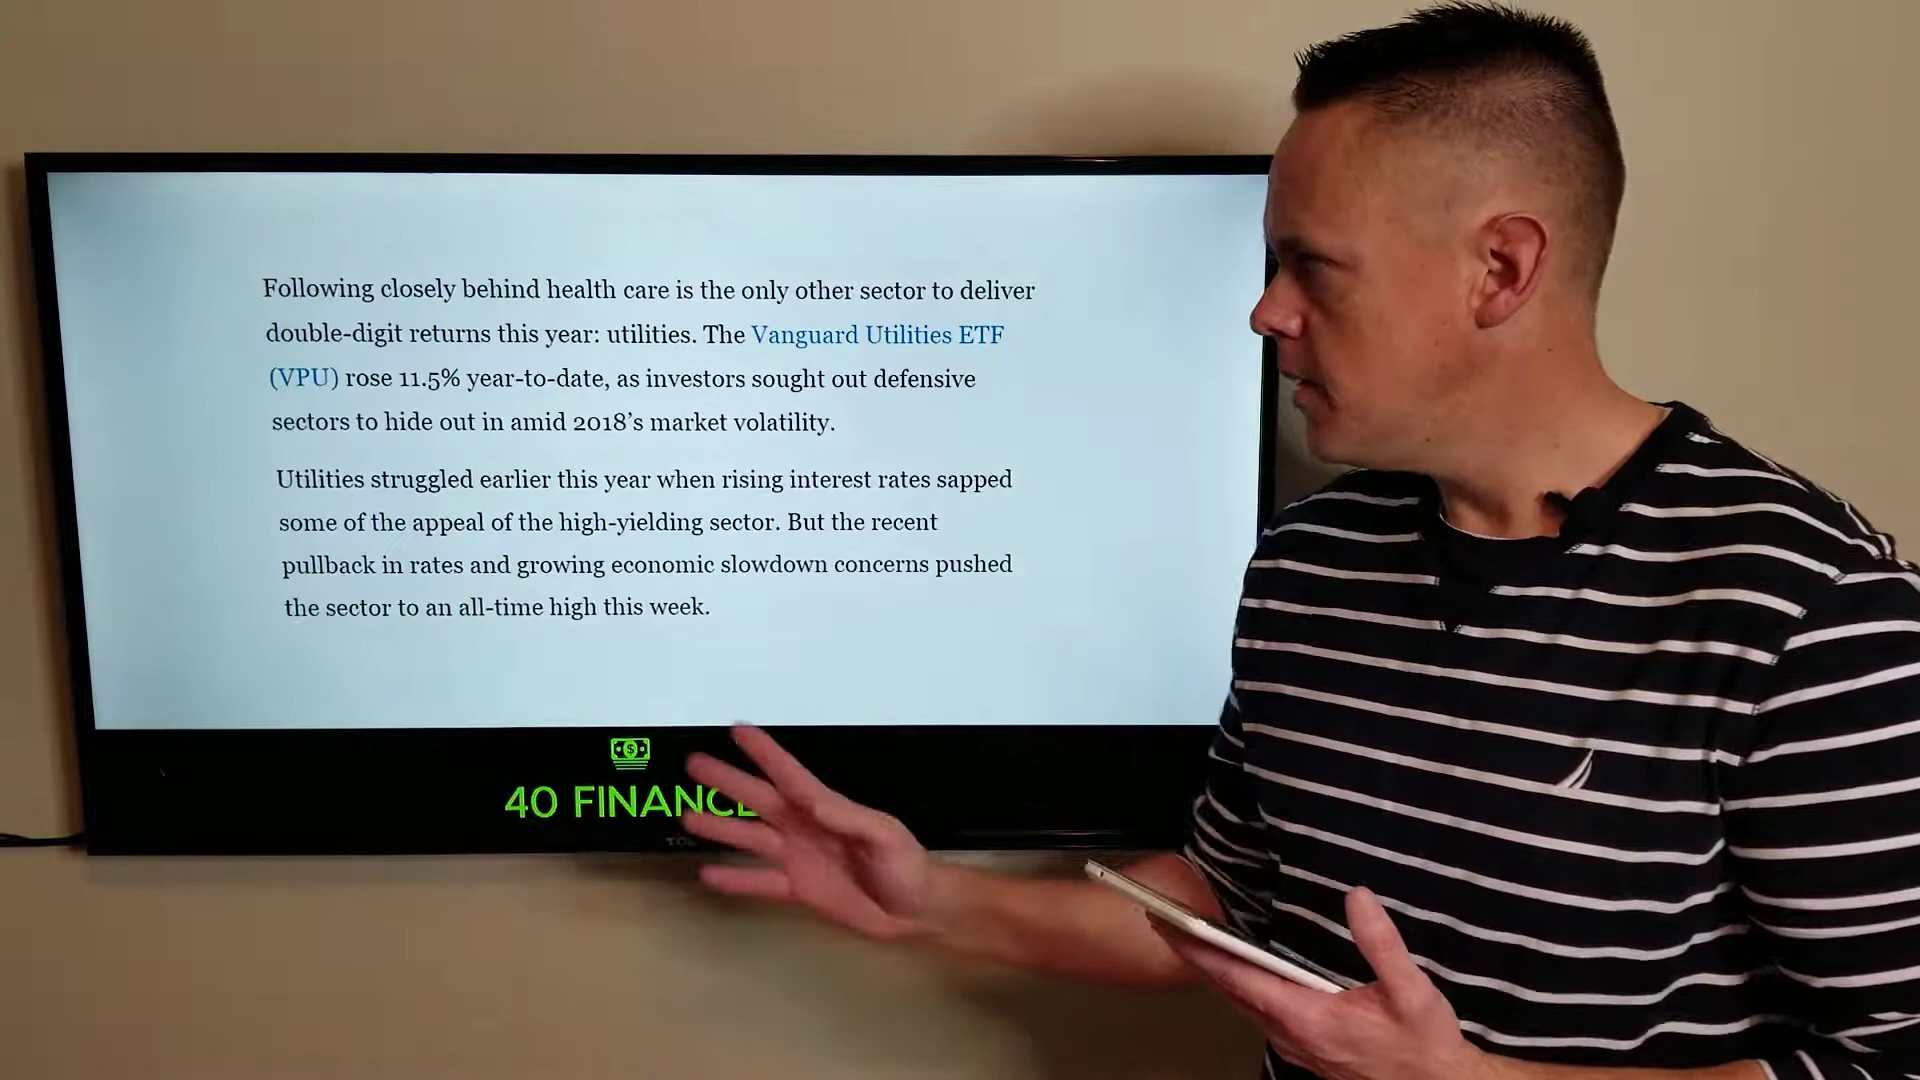 Following closely behind health care is the only other sector to deliver
double-digit returns this year: utilities. The Vanguard Utilities ETF
(VPU) rose 11.5% year-to-date, as investors sought out defensive
sectors to hide out in amid 2018’s market volatility.
Utilities struggled earlier this year when rising interest rates sapped
some of the appeal of the high-yielding sector. But the recent
pullback in rates and growing economic slowdown concerns pushed
the sector to an all-time high this week.
40 FINANCE